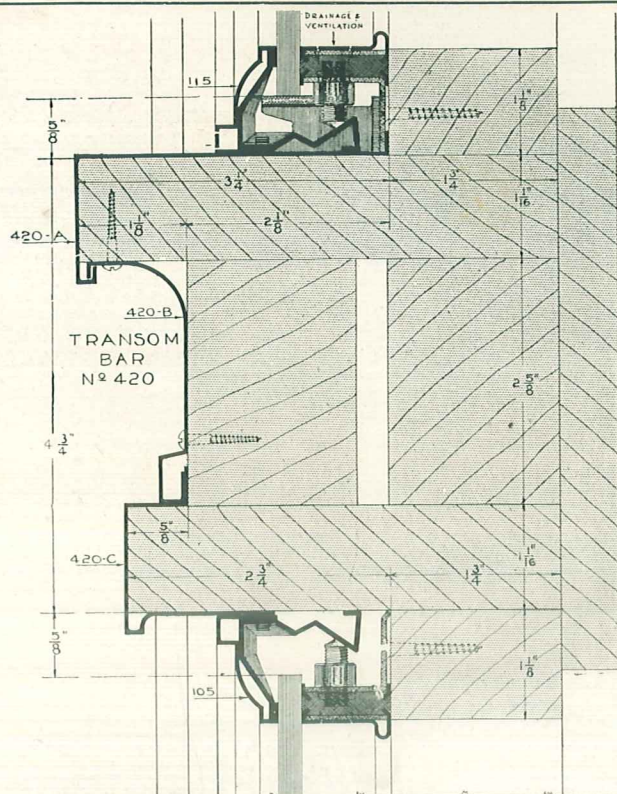 DRAINAGE &
VENTILATION
115
5/8"
1 1/8"
3 1/4"
1 3/4"
1 1/16"
1 1/8"
2 1/8"
420-A
420-B
TRANSOM
BAR
Nº 420
2 5/8"
4 3/4"
5/8"
420-C
2 3/4"
1 3/4"
1 1/16"
5/8"
1 1/8"
105